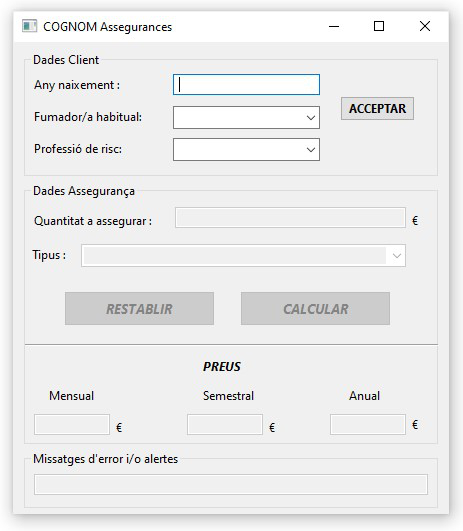 COGNOM Assegurances
Dades Client
Any naixement :
Fumador/a habitual:
ACCEPTAR
Professió de risc:
Dades Assegurança
Quantitat a assegurar : €
Tipus :
RESTABLIR CALCULAR
PREUS
Mensual Semestral Anual
€ € €
Missatges d'error i/o alertes